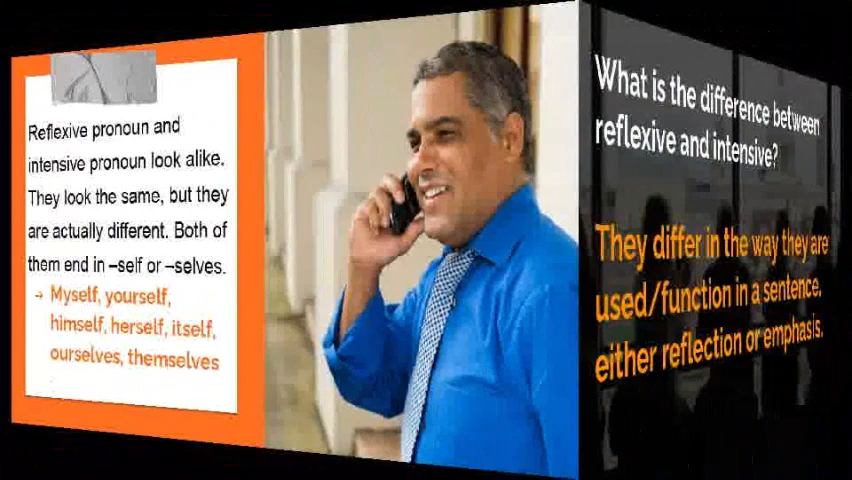 Reflexive pronoun and
intensive pronoun look alike.
They look the same, but they
are actually different. Both of
them end in –self or –selves.
→ Myself, yourself,
himself, herself, itself,
ourselves, themselves
What is the difference between
reflexive and intensive?
They differ in the way they are
used/function in a sentence,
either reflection or emphasis.